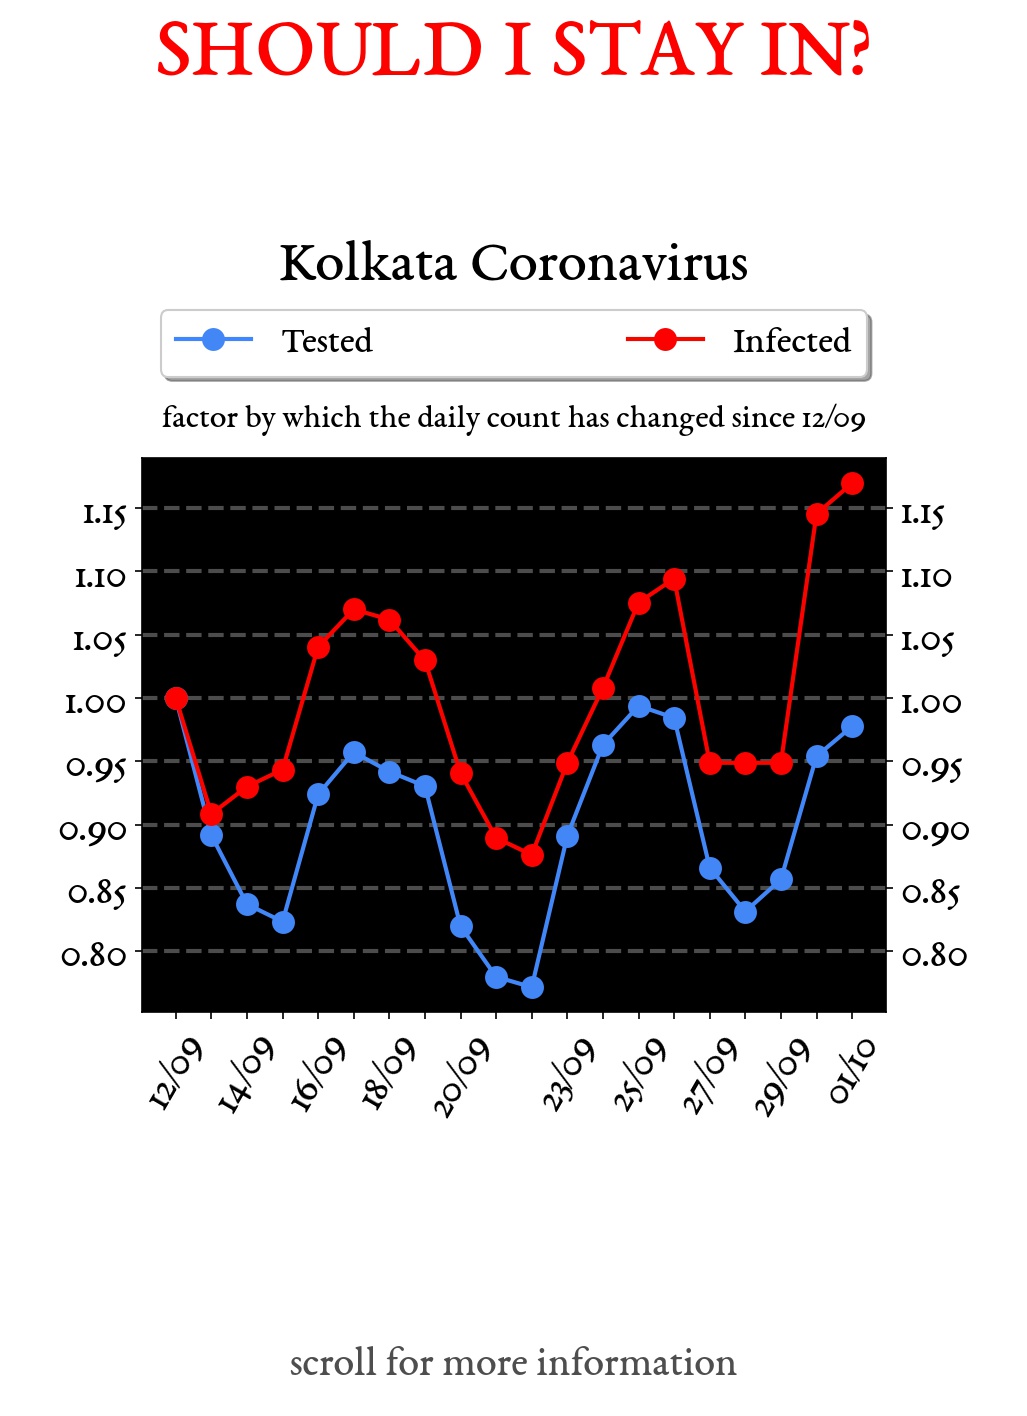 SHOULD I STAY IN?
Kolkata Coronavirus
Tested Infected
factor by which the daily count has changed since 12/09
1.15 1.15
1.10 1.10
1.05 1.05
1.00 1.00
0.95 0.95
0.90 0.90
0.85 0.85
0.80 0.80
12/09 14/09 16/09 18/09 20/09 23/09 25/09 27/09 29/09 01/10
scroll for more information